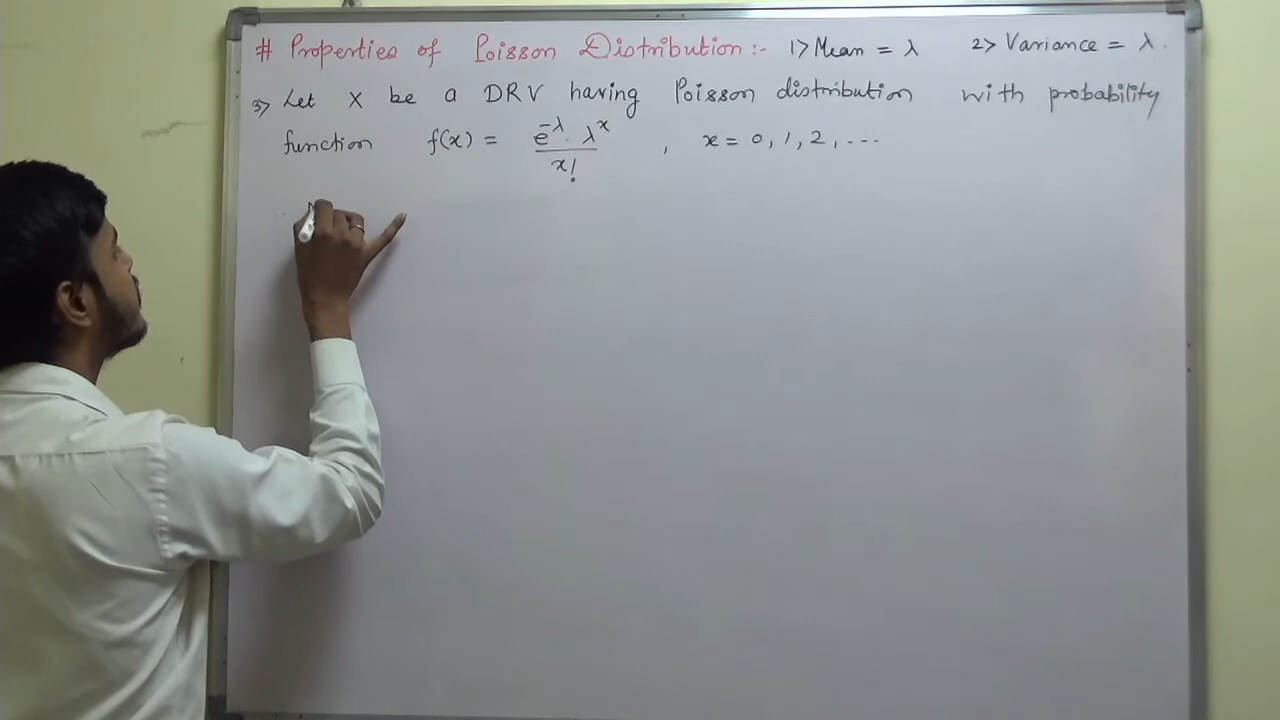 # Properties of Poisson Distribution :- 1> Mean = λ 2> Variance = λ.
3> Let X be a DRV having Poisson distribution with probability
function f(x) = e^-λ · λ^x / x! , x = 0, 1, 2, ---